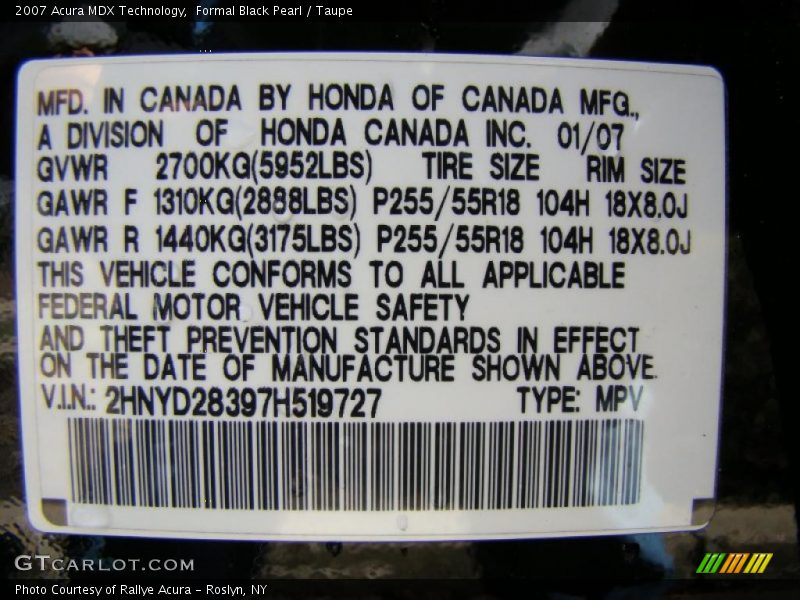 2007 Acura MDX Technology,  Formal Black Pearl / Taupe
MFD. IN CANADA BY HONDA OF CANADA MFG.,
A DIVISION OF HONDA CANADA INC. 01/07
GVWR 2700KG(5952LBS) TIRE SIZE RIM SIZE
GAWR F 1310KG(2888LBS) P255/55R18 104H 18X8.0J
GAWR R 1440KG(3175LBS) P255/55R18 104H 18X8.0J
THIS VEHICLE CONFORMS TO ALL APPLICABLE
FEDERAL MOTOR VEHICLE SAFETY
AND THEFT PREVENTION STANDARDS IN EFFECT
ON THE DATE OF MANUFACTURE SHOWN ABOVE.
V.I.N.: 2HNYD28397H519727 TYPE: MPV
GTCARLOT.COM
Photo Courtesy of Rallye Acura - Roslyn, NY